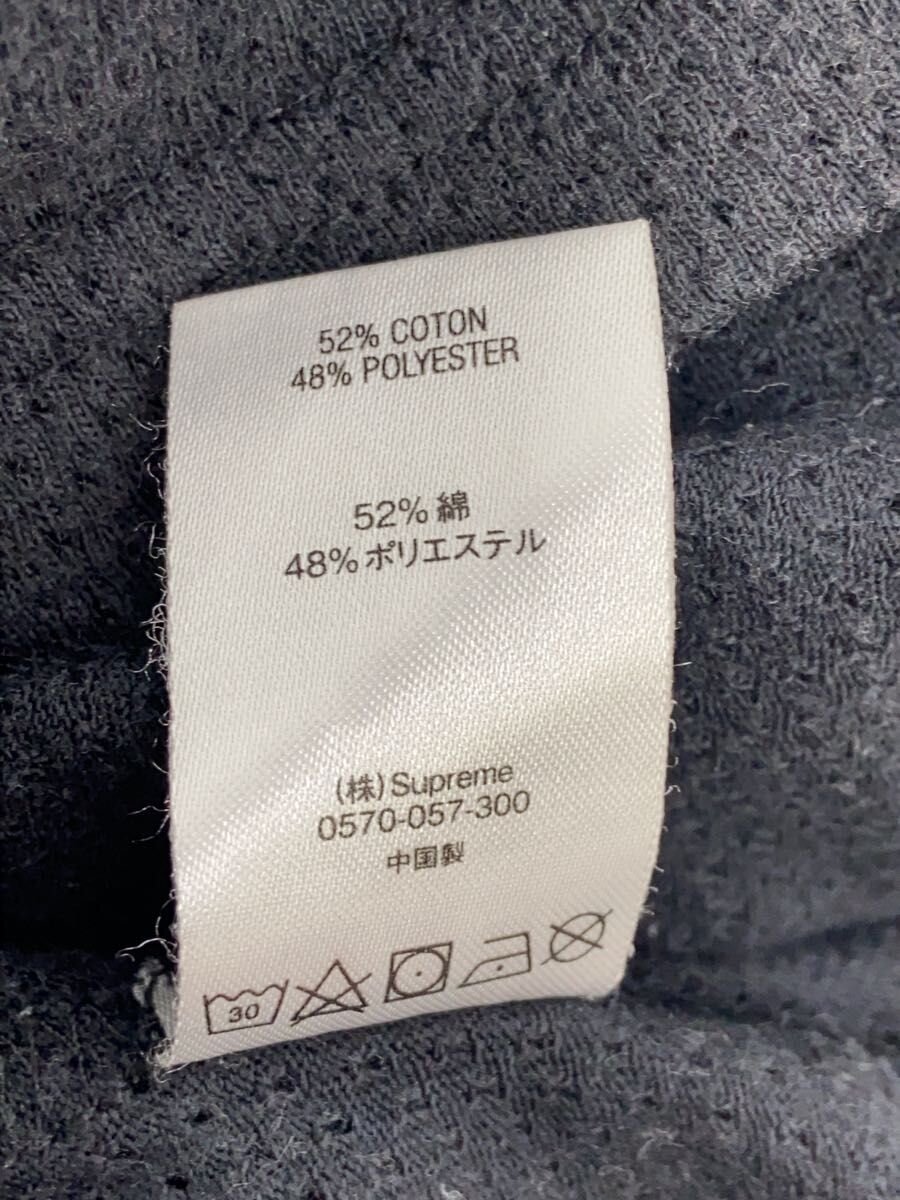 52% COTON
48% POLYESTER
52% 綿
48% ポリエステル
(株) Supreme
0570-057-300
中国製
30